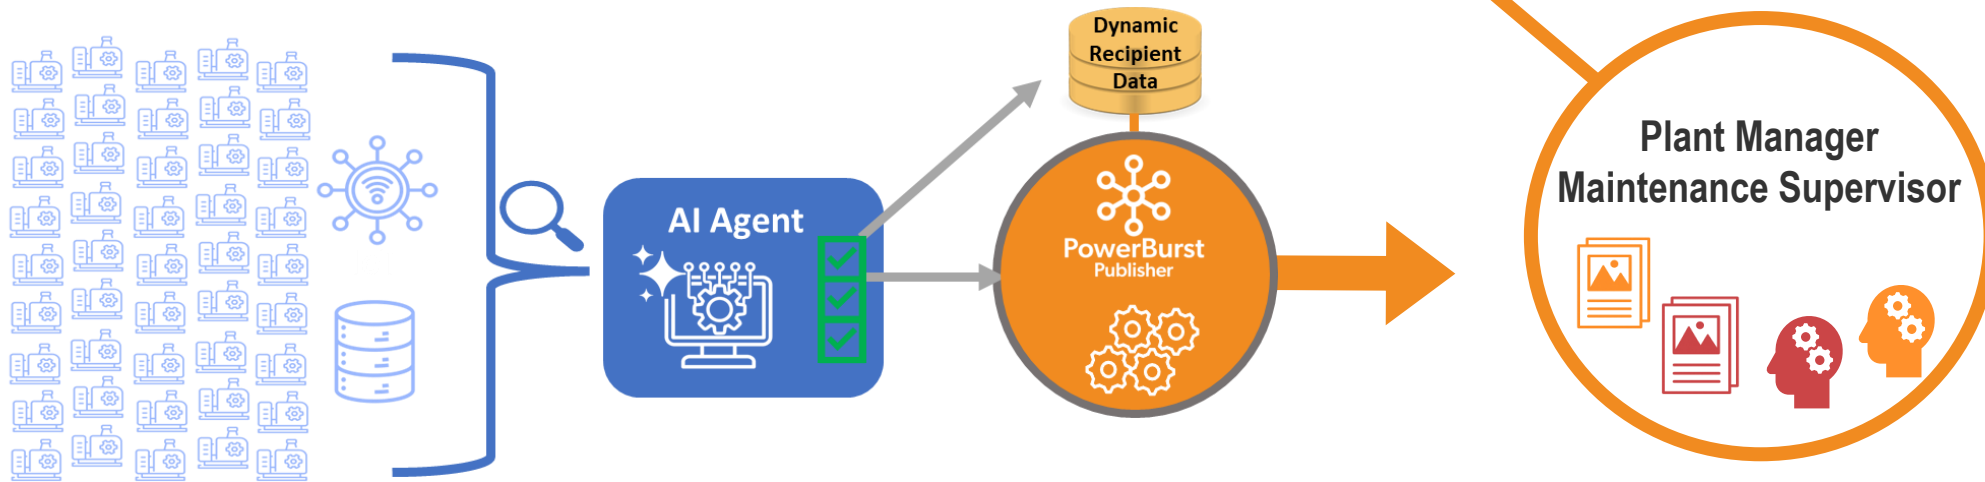 Dynamic
Recipient
Data
AI Agent
PowerBurst
Publisher
Plant Manager
Maintenance Supervisor